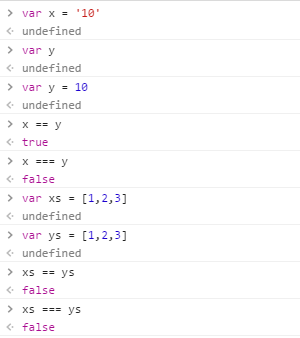 > var x = '10'
<· undefined
> var y
<· undefined
> var y = 10
<· undefined
> x == y
<· true
> x === y
<· false
> var xs = [1,2,3]
<· undefined
> var ys = [1,2,3]
<· undefined
> xs == ys
<· false
> xs === ys
<· false